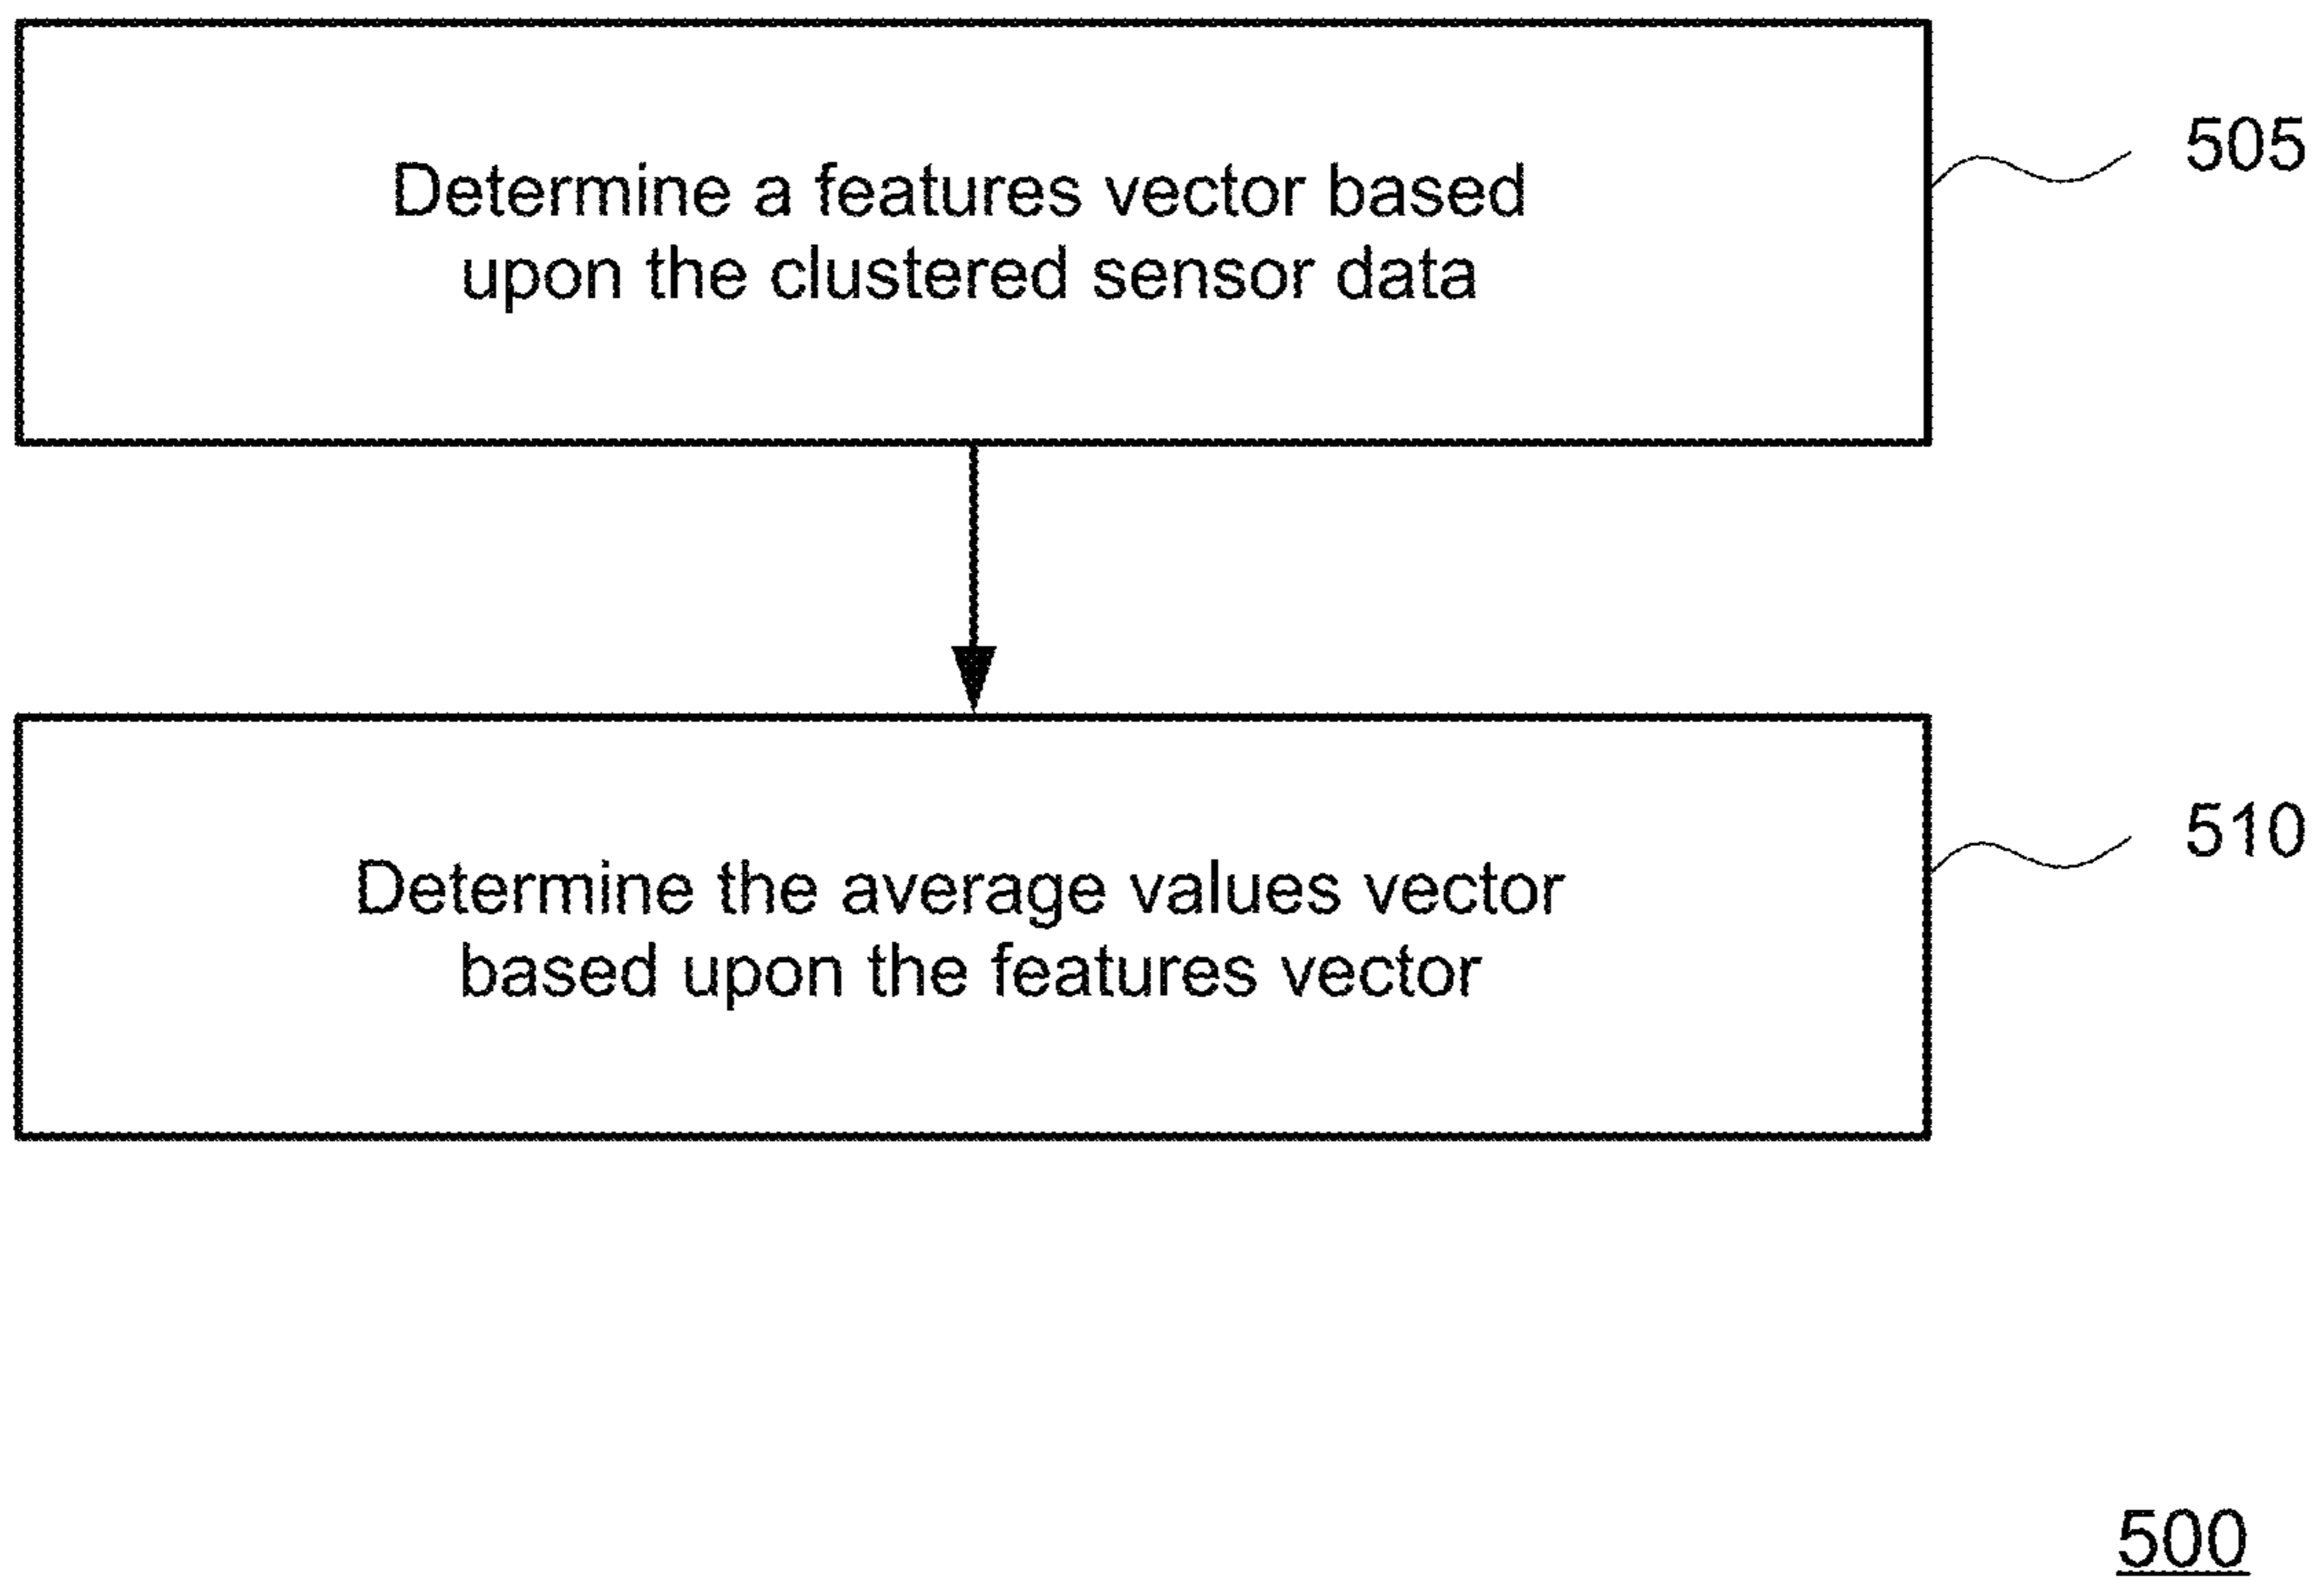 Determine a features vector based
upon the clustered sensor data
505
Determine the average values vector
based upon the features vector
510
500